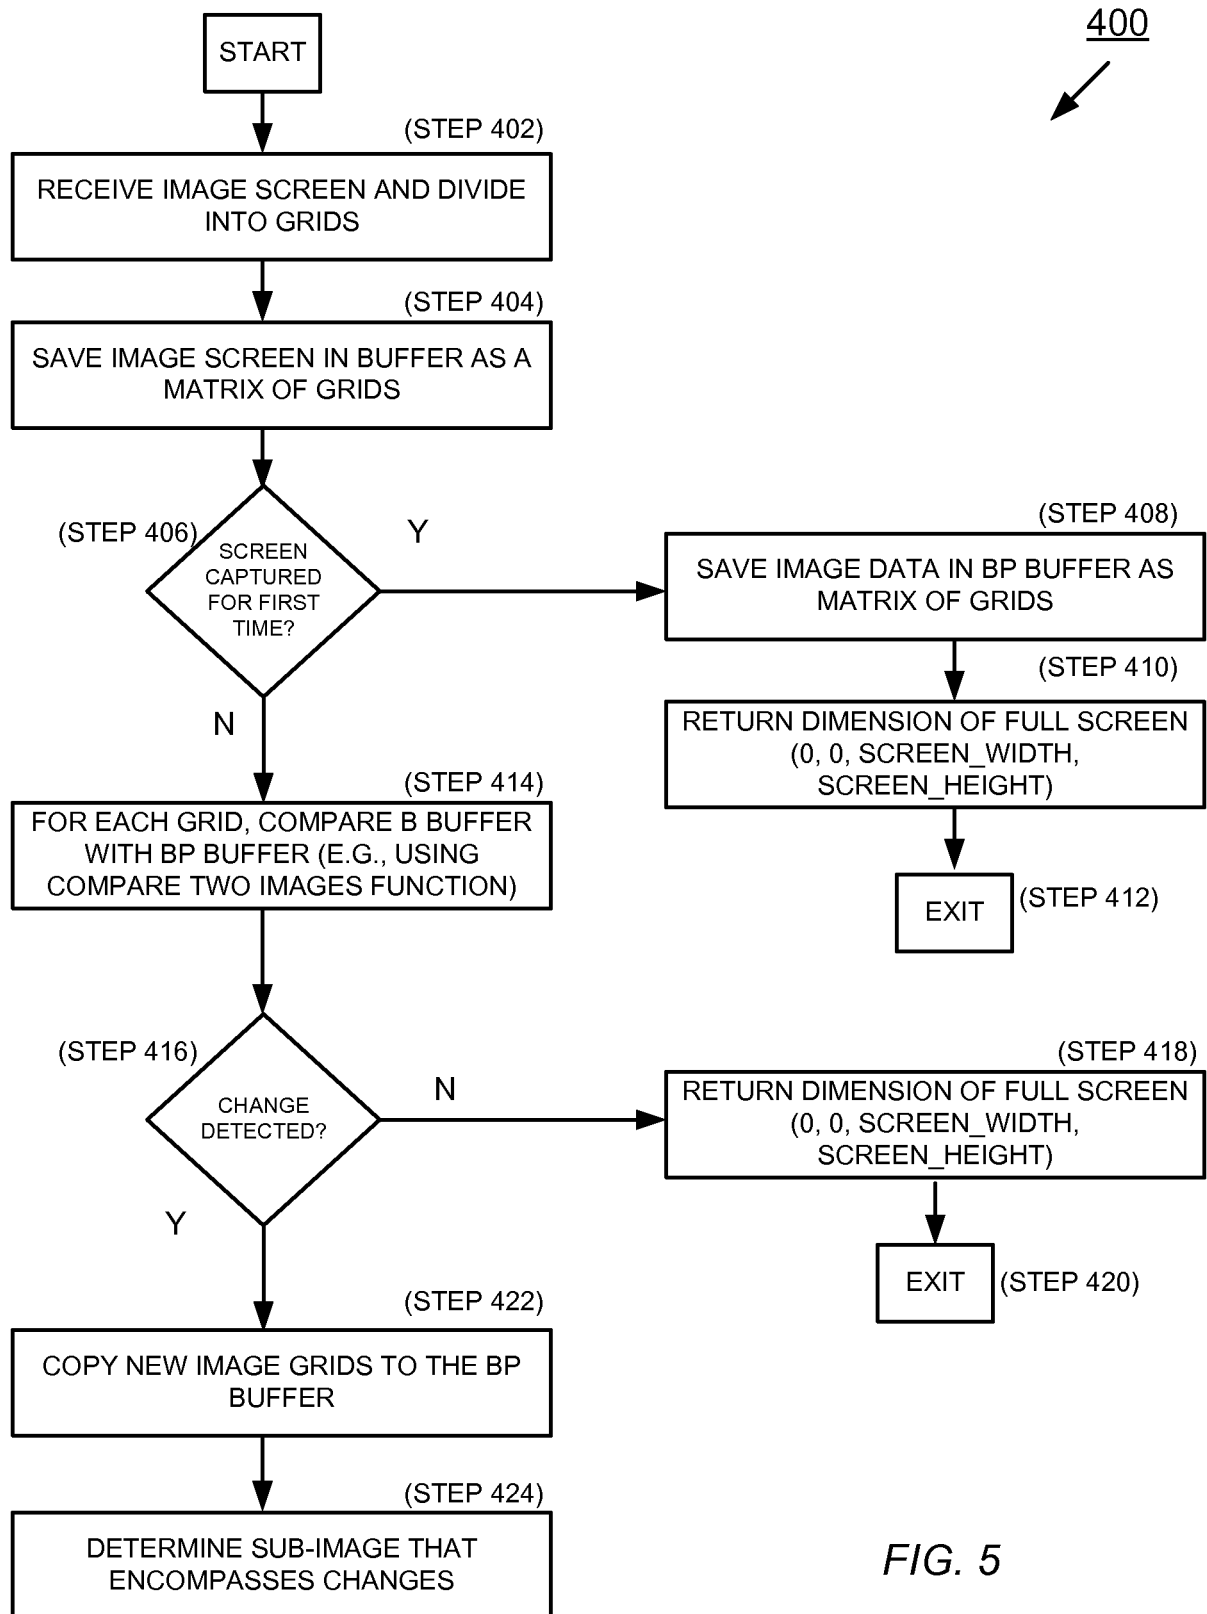 400
START
(STEP 402)
RECEIVE IMAGE SCREEN AND DIVIDE
INTO GRIDS
(STEP 404)
SAVE IMAGE SCREEN IN BUFFER AS A
MATRIX OF GRIDS
(STEP 406)
SCREEN
CAPTURED
FOR FIRST
TIME?
Y
(STEP 408)
SAVE IMAGE DATA IN BP BUFFER AS
MATRIX OF GRIDS
(STEP 410)
RETURN DIMENSION OF FULL SCREEN
(0, 0, SCREEN_WIDTH,
SCREEN_HEIGHT)
EXIT
(STEP 412)
N
(STEP 414)
FOR EACH GRID, COMPARE B BUFFER
WITH BP BUFFER (E.G., USING
COMPARE TWO IMAGES FUNCTION)
(STEP 416)
CHANGE
DETECTED?
N
(STEP 418)
RETURN DIMENSION OF FULL SCREEN
(0, 0, SCREEN_WIDTH,
SCREEN_HEIGHT)
EXIT
(STEP 420)
Y
(STEP 422)
COPY NEW IMAGE GRIDS TO THE BP
BUFFER
(STEP 424)
DETERMINE SUB-IMAGE THAT
ENCOMPASSES CHANGES
FIG. 5